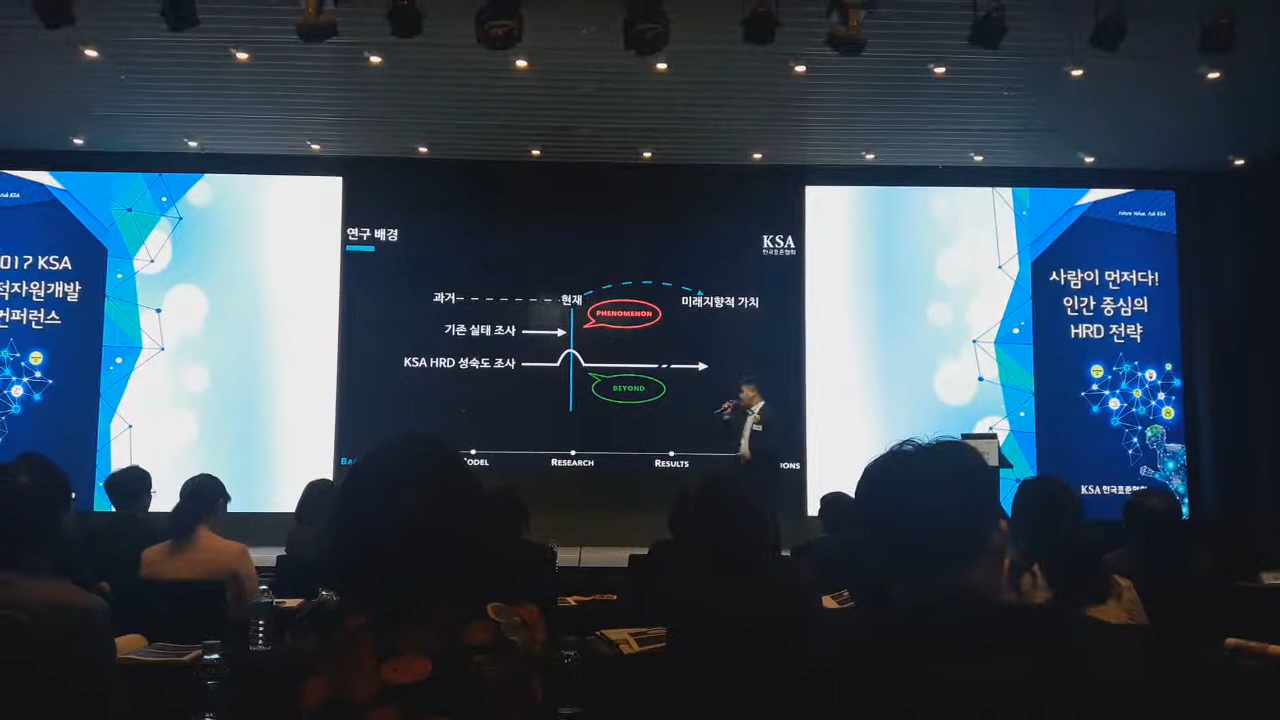 Ask KSA
017 KSA
적자원개발
컨퍼런스
연구 배경
KSA
한국표준협회
과거
현재
미래지향적 가치
PHENOMENON
기존 실태 조사
KSA HRD 성숙도 조사
BEYOND
BA
ODEL
RESEARCH
RESULTS
IONS
Future Value, Ask KSA
사람이 먼저다!
인간 중심의
HRD 전략
KSA 한국표준협회